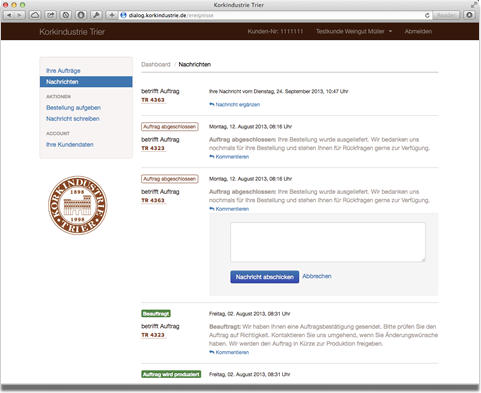 Korkindustrie Trier
dialog.korkindustrie.de/ereignisse
Reader
Korkindustrie Trier
Kunden-Nr: 1111111
Testkunde Weingut Müller
Abmelden
Ihre Aufträge
Nachrichten
AKTIONEN
Bestellung aufgeben
Nachricht schreiben
ACCOUNT
Ihre Kundendaten
KORKINDUSTRIE
1898
1998
TRIER
Dashboard / Nachrichten
betrifft Auftrag
TR 4363
Ihre Nachricht vom Dienstag, 24. September 2013, 10:47 Uhr
Nachricht ergänzen
Auftrag abgeschlossen
betrifft Auftrag
TR 4323
Montag, 12. August 2013, 08:16 Uhr
Auftrag abgeschlossen: Ihre Bestellung wurde ausgeliefert. Wir bedanken uns
nochmals für Ihre Bestellung und stehen Ihnen für Rückfragen gerne zur Verfügung.
Kommentieren
Auftrag abgeschlossen
betrifft Auftrag
TR 4363
Montag, 12. August 2013, 08:16 Uhr
Auftrag abgeschlossen: Ihre Bestellung wurde ausgeliefert. Wir bedanken uns
nochmals für Ihre Bestellung und stehen Ihnen für Rückfragen gerne zur Verfügung.
Kommentieren
Nachricht abschicken
Abbrechen
Beauftragt
betrifft Auftrag
TR 4323
Freitag, 02. August 2013, 08:31 Uhr
Beauftragt: Wir haben Ihnen eine Auftragsbestätigung gesendet. Bitte prüfen Sie den
Auftrag auf Richtigkeit. Kontaktieren Sie uns umgehend, wenn Sie Änderungswünsche
haben. Wir werden den Auftrag in Kürze zur Produktion freigeben.
Kommentieren
Auftrag wird produziert
Freitag, 02. August 2013, 08:31 Uhr